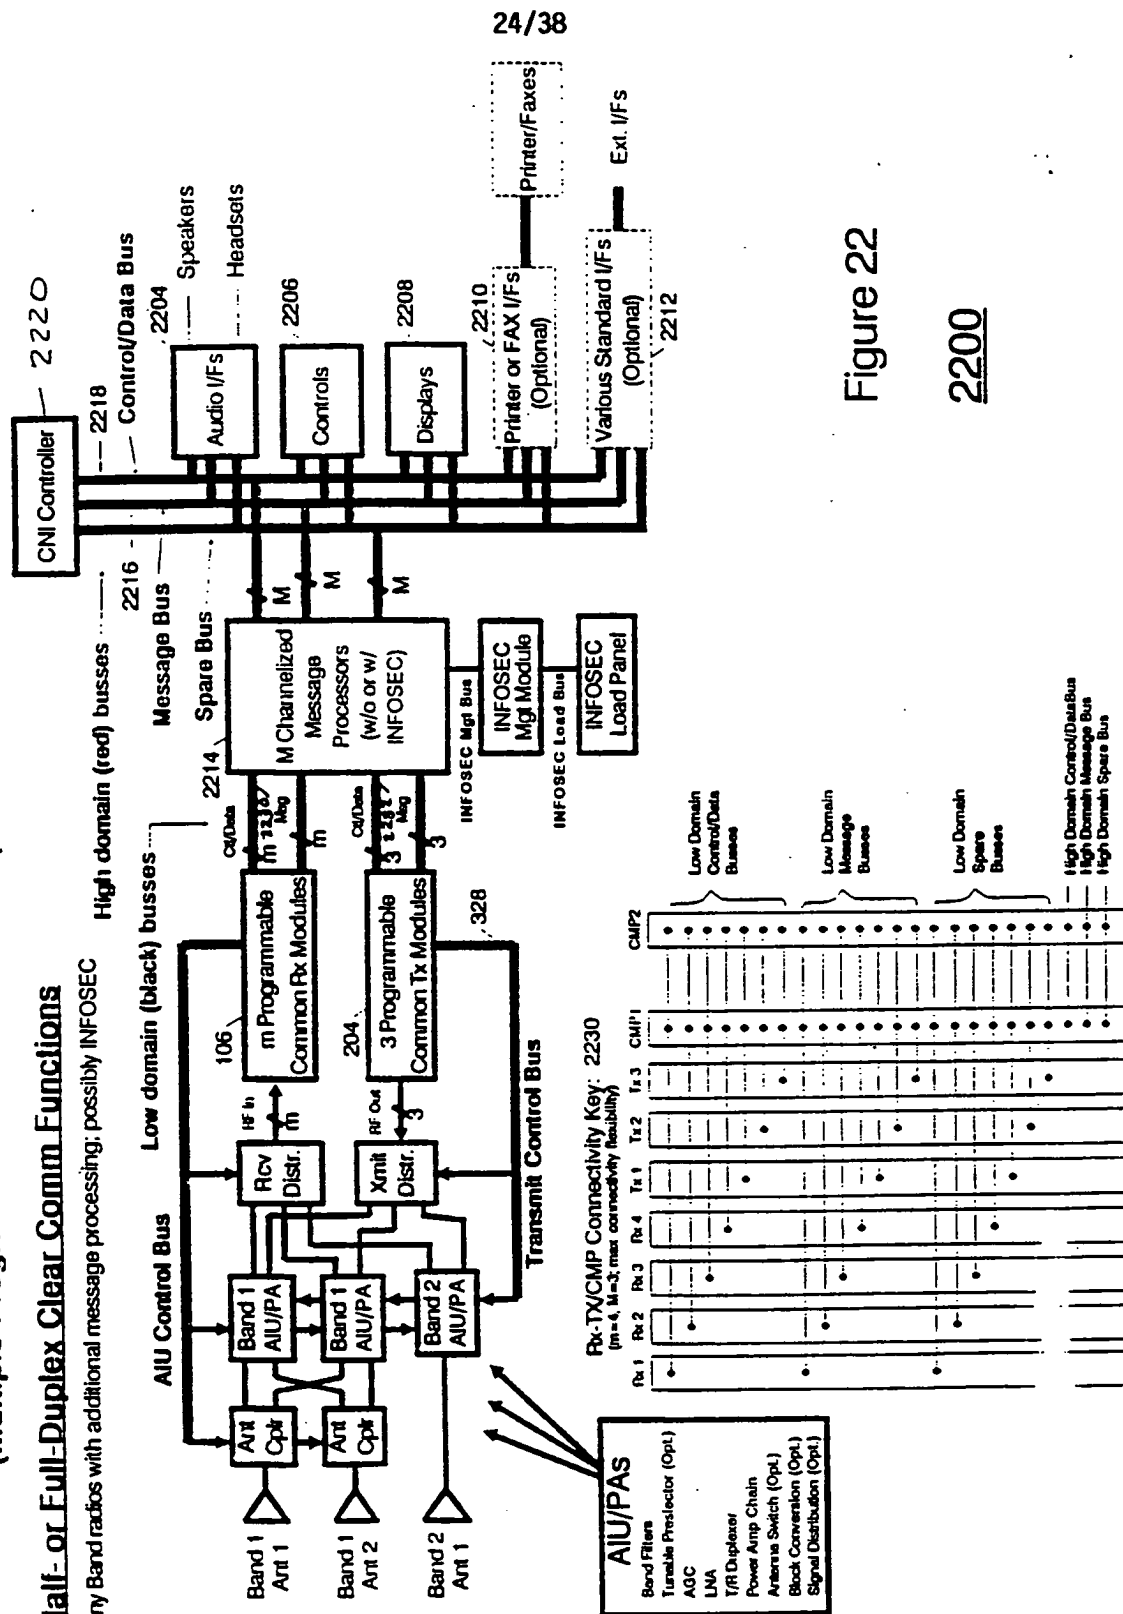 24/38
Half- or Full-Duplex Clear Comm Functions
ny Band radios with additional message processing; possibly INFOSEC
High domain (red) busses
Low domain (black) busses
CNI Controller
2220
2218
Control/Data Bus
2216
Message Bus
Spare Bus
2204
Speakers
Audio I/Fs
Headsets
2206
Controls
2208
Displays
2210
Printer or FAX I/Fs
(Optional)
Printer/Faxes
Various Standard I/Fs
(Optional)
2212
Ext. I/Fs
2214
M Channelized
Message
Processors
(w/o or w/
INFOSEC)
M
M
M
INFOSEC Mgt Bus
INFOSEC
Mgt Module
INFOSEC Load Bus
INFOSEC
Load Panel
Ctl/Data
m
Msg
m
Ctl/Data
3
Msg
3
106
m Programmable
Common Rx Modules
204
3 Programmable
Common Tx Modules
328
RF In
m
RF Out
3
Rcv
Distr.
Xmit
Distr.
AIU Control Bus
Transmit Control Bus
Band 1
AIU/PA
Band 1
AIU/PA
Band 2
AIU/PA
Ant
Cplr
Ant
Cplr
Band 1
Ant 1
Band 1
Ant 2
Band 2
Ant 1
AIU/PAs
Band Filters
Tunable Preslector (Opt.)
AGC
LNA
T/R Duplexer
Power Amp Chain
Antenna Switch (Opt.)
Block Conversion (Opt.)
Signal Distribution (Opt.)
Rx-TX/CMP Connectivity Key: 2230
(m=4, M=3; max connectivity flexibility)
Rx 1
Rx 2
Rx 3
Rx 4
Tx 1
Tx 2
Tx 3
CMP1
CMP2
Low Domain
Control/Data
Busses
Low Domain
Message
Busses
Low Domain
Spare
Busses
High Domain Control/DataBus
High Domain Message Bus
High Domain Spare Bus
Figure 22
2200